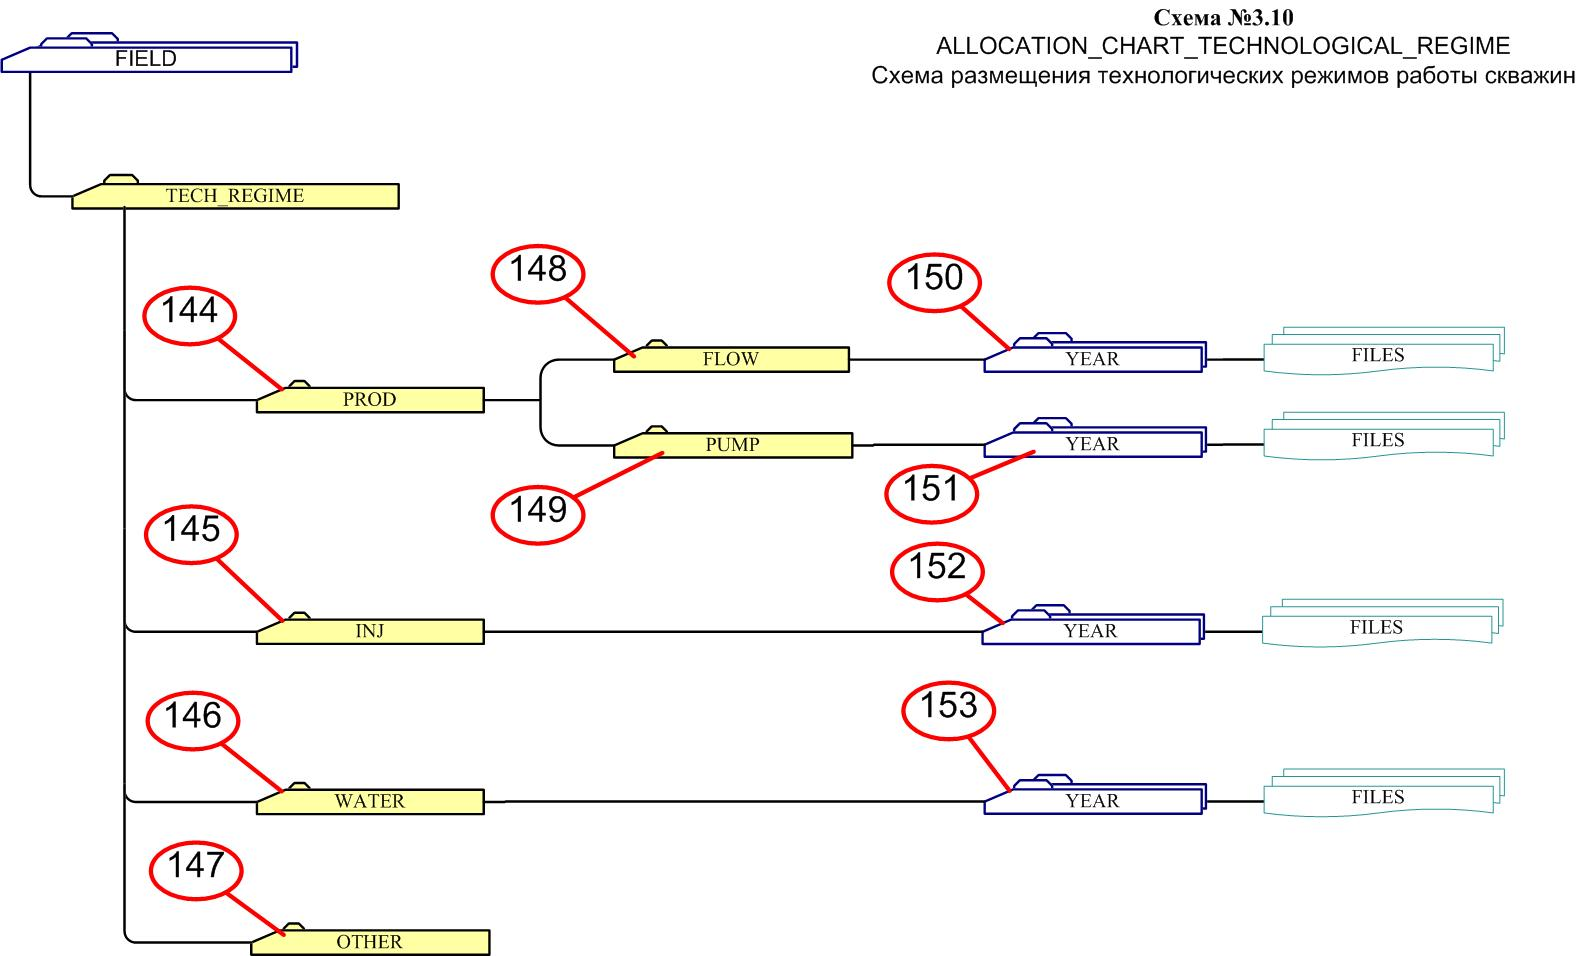 Схема №3.10
ALLOCATION_CHART_TECHNOLOGICAL_REGIME
Схема размещения технологических режимов работы скважин
FIELD
TECH_REGIME
144
PROD
148
FLOW
150
YEAR
FILES
149
PUMP
151
YEAR
FILES
145
INJ
152
YEAR
FILES
146
WATER
153
YEAR
FILES
147
OTHER